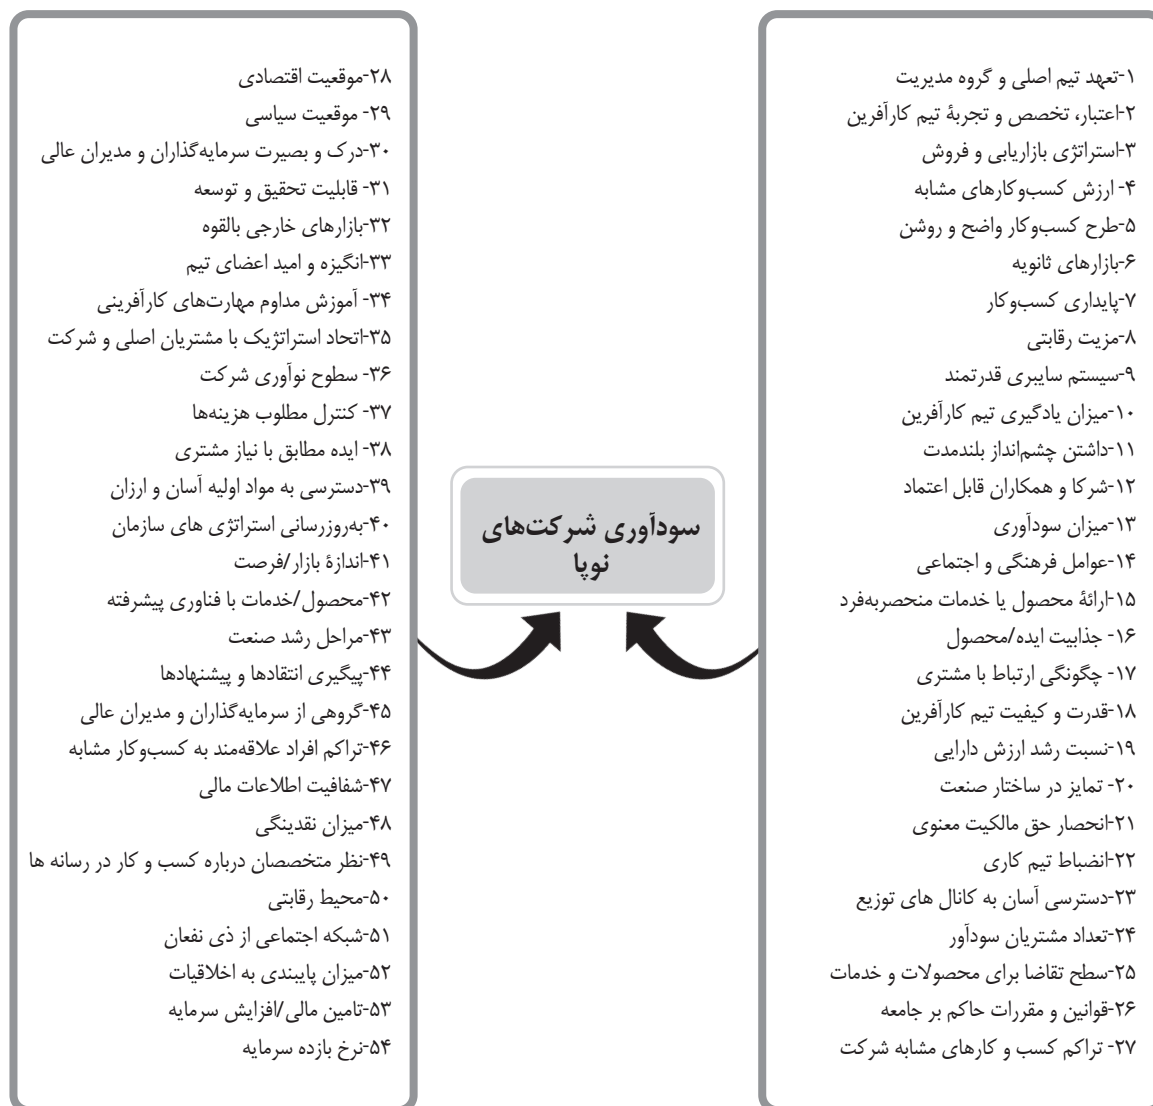 ۱-تعهد تیم اصلی و گروه مدیریت
۲-اعتبار، تخصص و تجربهٔ تیم کارآفرین
۳-استراتژی بازاریابی و فروش
۴- ارزش کسب‌وکارهای مشابه
۵-طرح کسب‌وکار واضح و روشن
۶-بازارهای ثانویه
۷-پایداری کسب‌وکار
۸-مزیت رقابتی
۹-سیستم سایبری قدرتمند
۱۰-میزان یادگیری تیم کارآفرین
۱۱-داشتن چشم‌انداز بلندمدت
۱۲-شرکا و همکاران قابل اعتماد
۱۳-میزان سودآوری
۱۴-عوامل فرهنگی و اجتماعی
۱۵-ارائهٔ محصول یا خدمات منحصربه‌فرد
۱۶- جذابیت ایده/محصول
۱۷- چگونگی ارتباط با مشتری
۱۸-قدرت و کیفیت تیم کارآفرین
۱۹-نسبت رشد ارزش دارایی
۲۰- تمایز در ساختار صنعت
۲۱-انحصار حق مالکیت معنوی
۲۲-انضباط تیم کاری
۲۳-دسترسی آسان به کانال های توزیع
۲۴-تعداد مشتریان سودآور
۲۵-سطح تقاضا برای محصولات و خدمات
۲۶-قوانین و مقررات حاکم بر جامعه
۲۷- تراکم کسب و کارهای مشابه شرکت
سودآوری شرکت‌های
نوپا
۲۸-موقعیت اقتصادی
۲۹- موقعیت سیاسی
۳۰-درک و بصیرت سرمایه‌گذاران و مدیران عالی
۳۱- قابلیت تحقیق و توسعه
۳۲-بازارهای خارجی بالقوه
۳۳-انگیزه و امید اعضای تیم
۳۴- آموزش مداوم مهارت‌های کارآفرینی
۳۵-اتحاد استراتژیک با مشتریان اصلی و شرکت
۳۶- سطوح نوآوری شرکت
۳۷- کنترل مطلوب هزینه‌ها
۳۸- ایده مطابق با نیاز مشتری
۳۹-دسترسی به مواد اولیه آسان و ارزان
۴۰-به‌روزرسانی استراتژی های سازمان
۴۱-اندازهٔ بازار/فرصت
۴۲-محصول/خدمات با فناوری پیشرفته
۴۳-مراحل رشد صنعت
۴۴-پیگیری انتقادها و پیشنهادها
۴۵-گروهی از سرمایه‌گذاران و مدیران عالی
۴۶-تراکم افراد علاقه‌مند به کسب‌وکار مشابه
۴۷-شفافیت اطلاعات مالی
۴۸-میزان نقدینگی
۴۹-نظر متخصصان درباره کسب و کار در رسانه ها
۵۰-محیط رقابتی
۵۱-شبکه اجتماعی از ذی نفعان
۵۲-میزان پایبندی به اخلاقیات
۵۳-تامین مالی/افزایش سرمایه
۵۴-نرخ بازده سرمایه